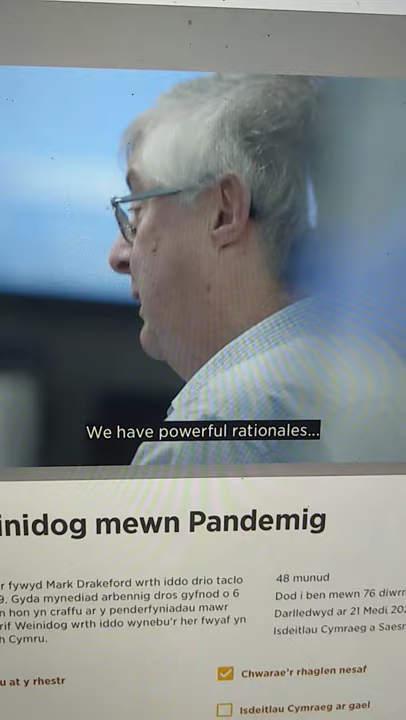 We have powerful rationales...
inidog mewn Pandemig
r fywyd Mark Drakeford wrth iddo drio taclo
9. Gyda mynediad arbennig dros gyfnod o 6
n hon yn craffu ar y penderfyniadau mawr
rif Weinidog wrth iddo wynebu'r her fwyaf yn
h Cymru.
u at y rhestr
48 munud
Dod i ben mewn 76 diwrn
Darlledwyd ar 21 Medi 202
Isdeitlau Cymraeg a Saesn
Chwarae'r rhaglen nesaf
Isdeitlau Cymraeg ar gael